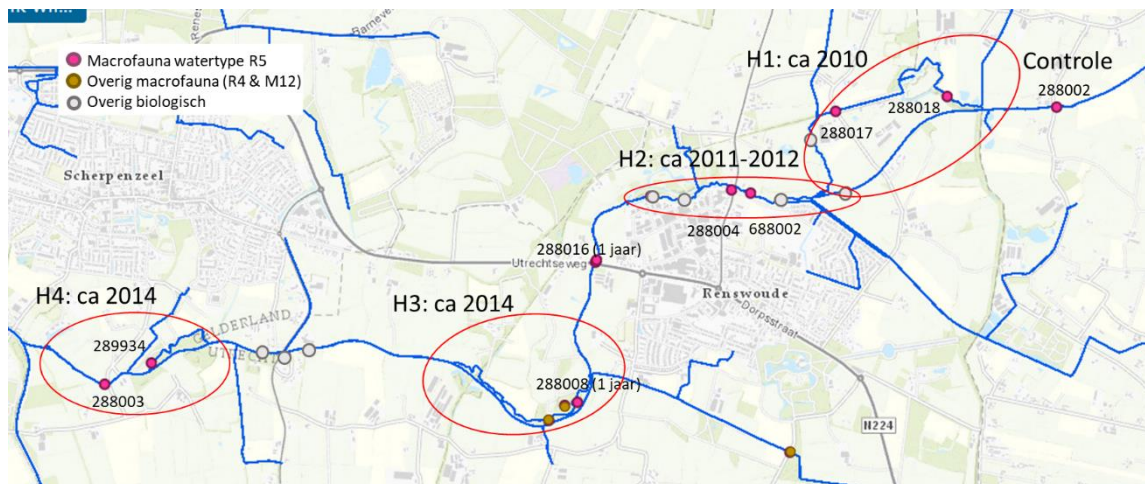 Macrofauna watertype R5
Overig macrofauna (R4 & M12)
Overig biologisch
H1: ca 2010
Controle
288002
288018
288017
H2: ca 2011-2012
288004
688002
Scherpenzeel
288016 (1 jaar)
Utrechtseweg
Renswoude
Dorpsstraat
H4: ca 2014
H3: ca 2014
GELDERLAND
UTRECHT
289934
288003
288008 (1 jaar)
N224